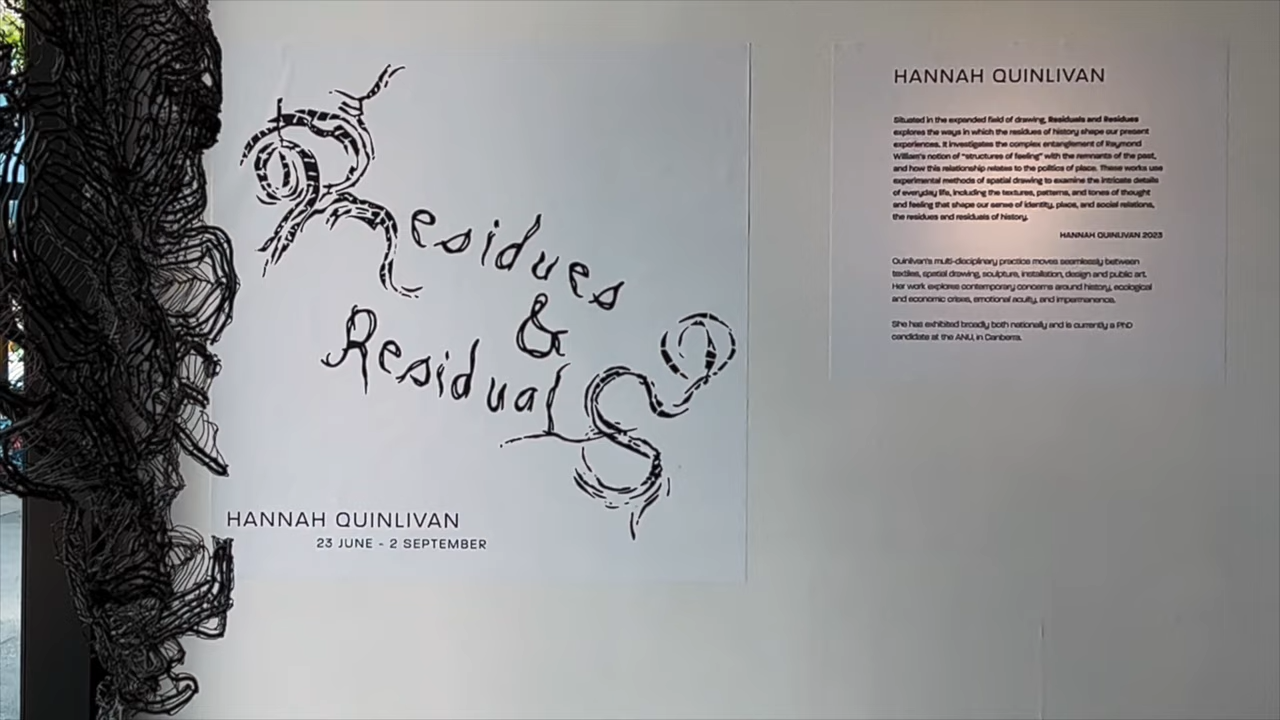 Residues
&
Residuals
HANNAH QUINLIVAN
23 JUNE - 2 SEPTEMBER
HANNAH QUINLIVAN
Situated in the expanded field of drawing, Residuals and Residues
explores the ways in which the residues of history shape our present
experiences. It investigates the complex entanglement of Raymond
William's notion of "structures of feeling" with the remnants of the past,
and how this relationship relates to the politics of place. These works use
experimental methods of spatial drawing to examine the intricate details
of everyday life, including the textures, patterns, and tones of thought
and feeling that shape our sense of identity, place, and social relations,
the residues and residuals of history.
HANNAH QUINLIVAN 2023
Quinlivan's multi-disciplinary practice moves seamlessly between
textiles, spatial drawing, sculpture, installation, design and public art.
Her work explores contemporary concerns around history, ecological
and economic crises, emotional acuity, and impermanence.
She has exhibited broadly both nationally and is currently a PhD
candidate at the ANU, in Canberra.